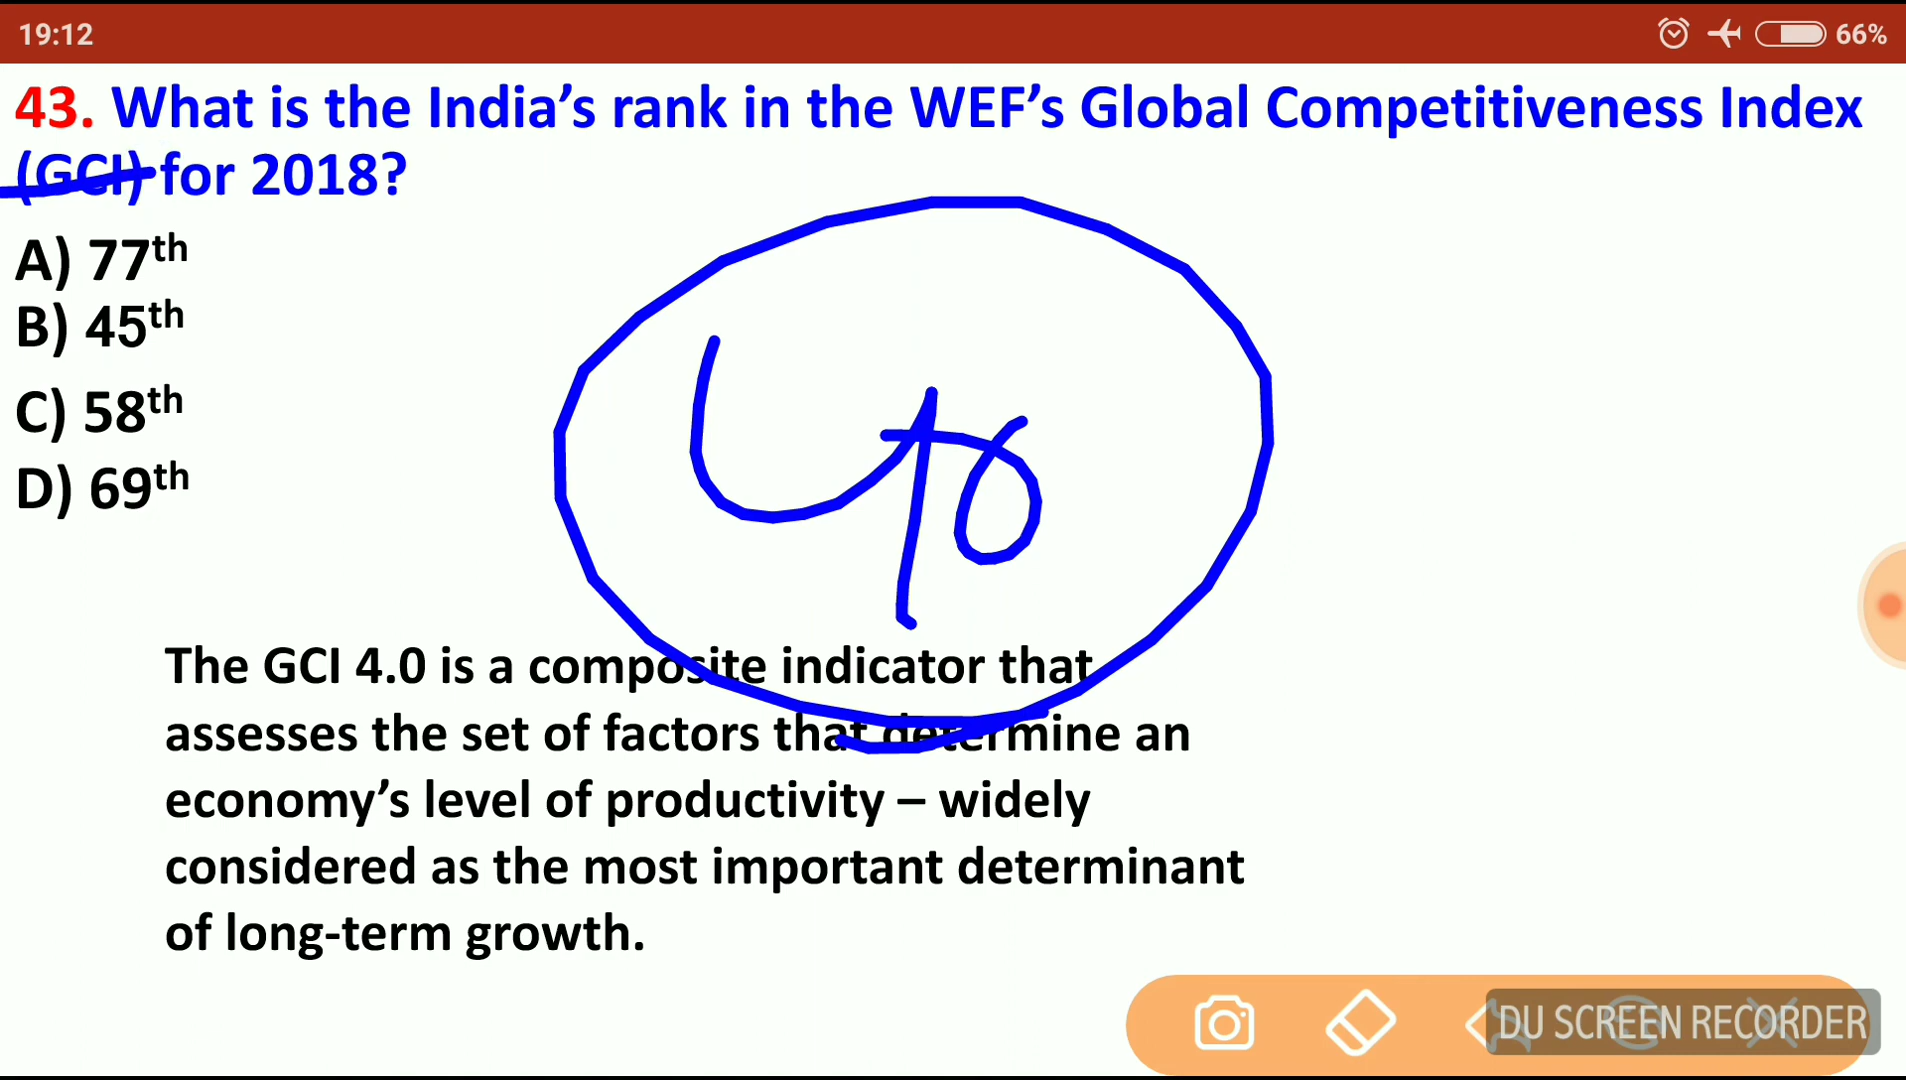 19:12 66%
43. What is the India’s rank in the WEF’s Global Competitiveness Index
(GCI) for 2018?
A) 77th
B) 45th
C) 58th
D) 69th
40
The GCI 4.0 is a composite indicator that
assesses the set of factors that determine an
economy’s level of productivity – widely
considered as the most important determinant
of long-term growth.
DU SCREEN RECORDER